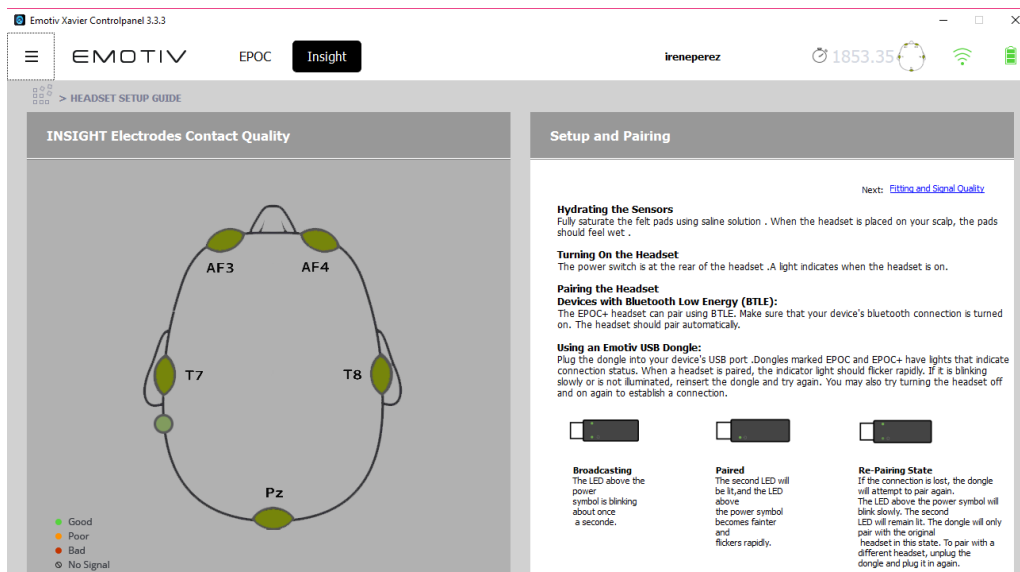 Emotiv Xavier Controlpanel 3.3.3
EMOTIV
EPOC
Insight
ireneperez
1853.35
> HEADSET SETUP GUIDE
INSIGHT Electrodes Contact Quality
AF3
AF4
T7
T8
Pz
Good
Poor
Bad
No Signal
Setup and Pairing
Next: Fitting and Signal Quality
Hydrating the Sensors
Fully saturate the felt pads using saline solution . When the headset is placed on your scalp, the pads
should feel wet .
Turning On the Headset
The power switch is at the rear of the headset .A light indicates when the headset is on.
Pairing the Headset
Devices with Bluetooth Low Energy (BTLE):
The EPOC+ headset can pair using BTLE. Make sure that your device's bluetooth connection is turned
on. The headset should pair automatically.
Using an Emotiv USB Dongle:
Plug the dongle into your device's USB port .Dongles marked EPOC and EPOC+ have lights that indicate
connection status. When a headset is paired, the indicator light should flicker rapidly. If it is blinking
slowly or is not illuminated, reinsert the dongle and try again. You may also try turning the headset off
and on again to establish a connection.
Broadcasting
The LED above the
power
symbol is blinking
about once
a seconde.
Paired
The second LED will
be lit,and the LED
above
the power symbol
becomes fainter
and
flickers rapidly.
Re-Pairing State
If the connection is lost, the dongle
will attempt to pair again.
The LED above the power symbol will
blink slowly. The second
LED will remain lit. The dongle will only
pair with the original
headset in this state. To pair with a
different headset, unplug the
dongle and plug it in again.